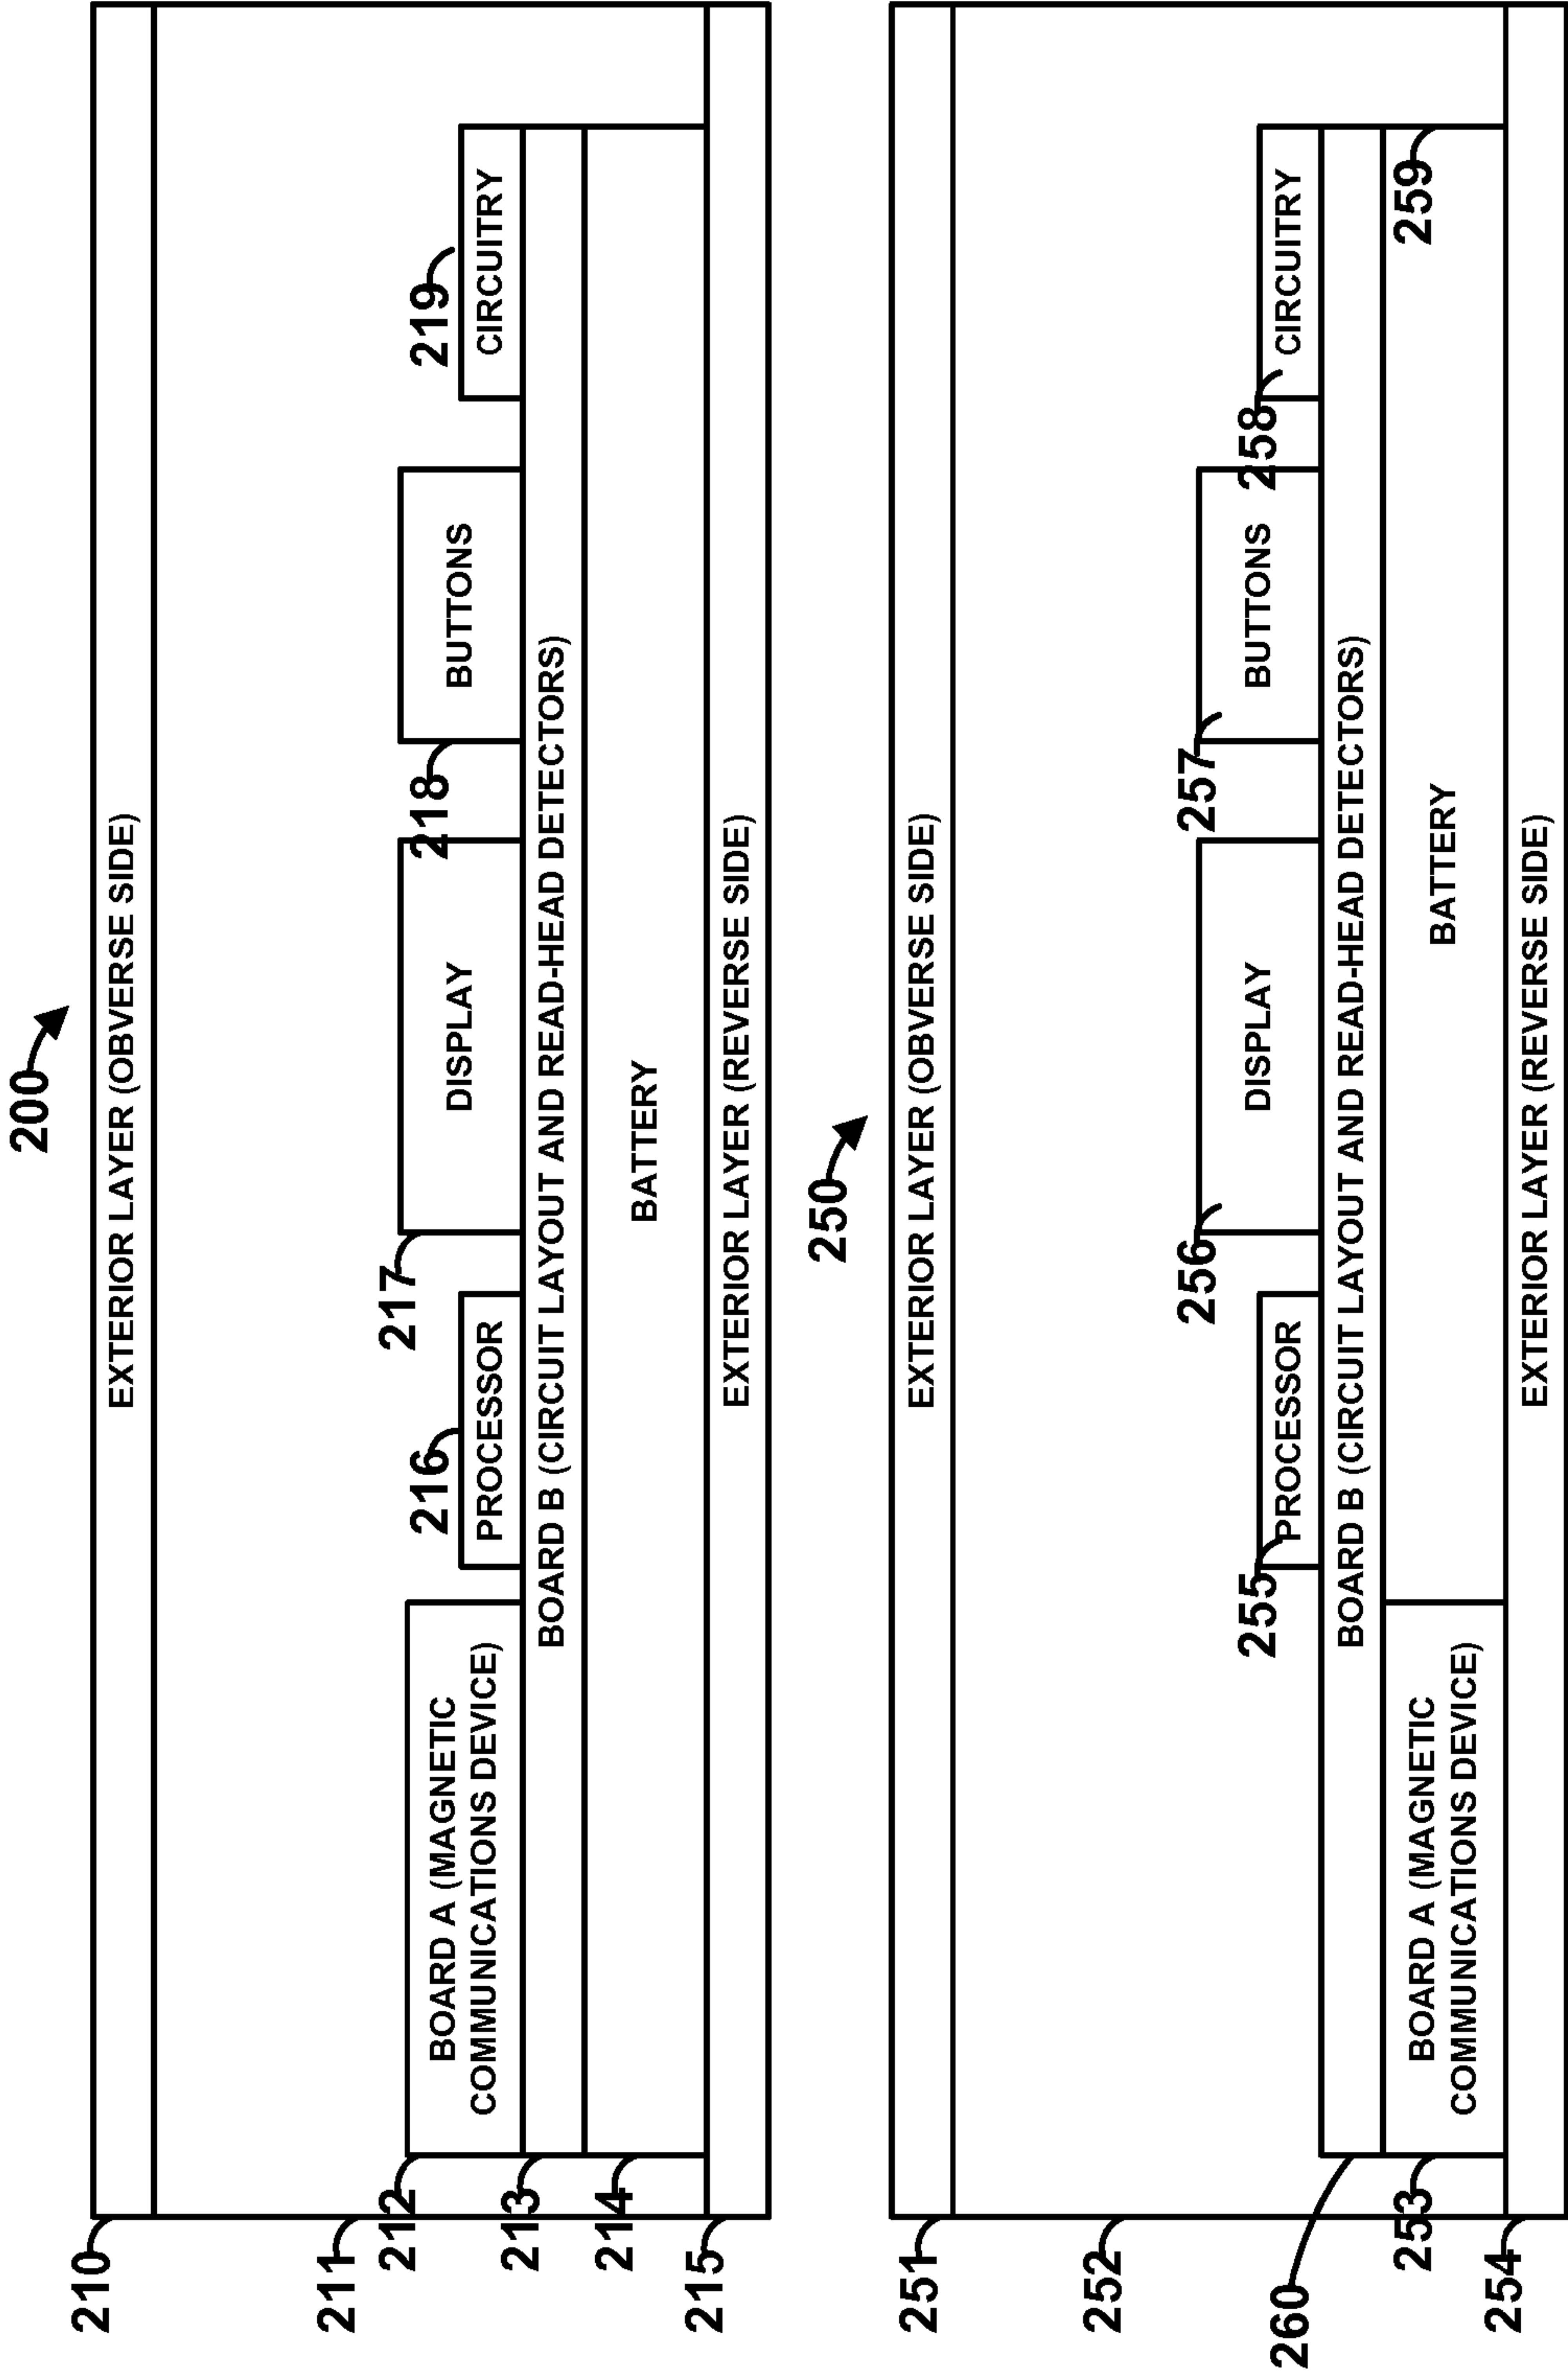 200
210
EXTERIOR LAYER (OBVERSE SIDE)
211
212
BOARD A (MAGNETIC
COMMUNICATIONS DEVICE)
216
PROCESSOR
217
DISPLAY
218
BUTTONS
219
CIRCUITRY
213
BOARD B (CIRCUIT LAYOUT AND READ-HEAD DETECTORS)
214
BATTERY
215
EXTERIOR LAYER (REVERSE SIDE)
250
251
EXTERIOR LAYER (OBVERSE SIDE)
252
255
PROCESSOR
256
DISPLAY
257
BUTTONS
258
CIRCUITRY
260
BOARD B (CIRCUIT LAYOUT AND READ-HEAD DETECTORS)
253
BOARD A (MAGNETIC
COMMUNICATIONS DEVICE)
BATTERY
259
254
EXTERIOR LAYER (REVERSE SIDE)